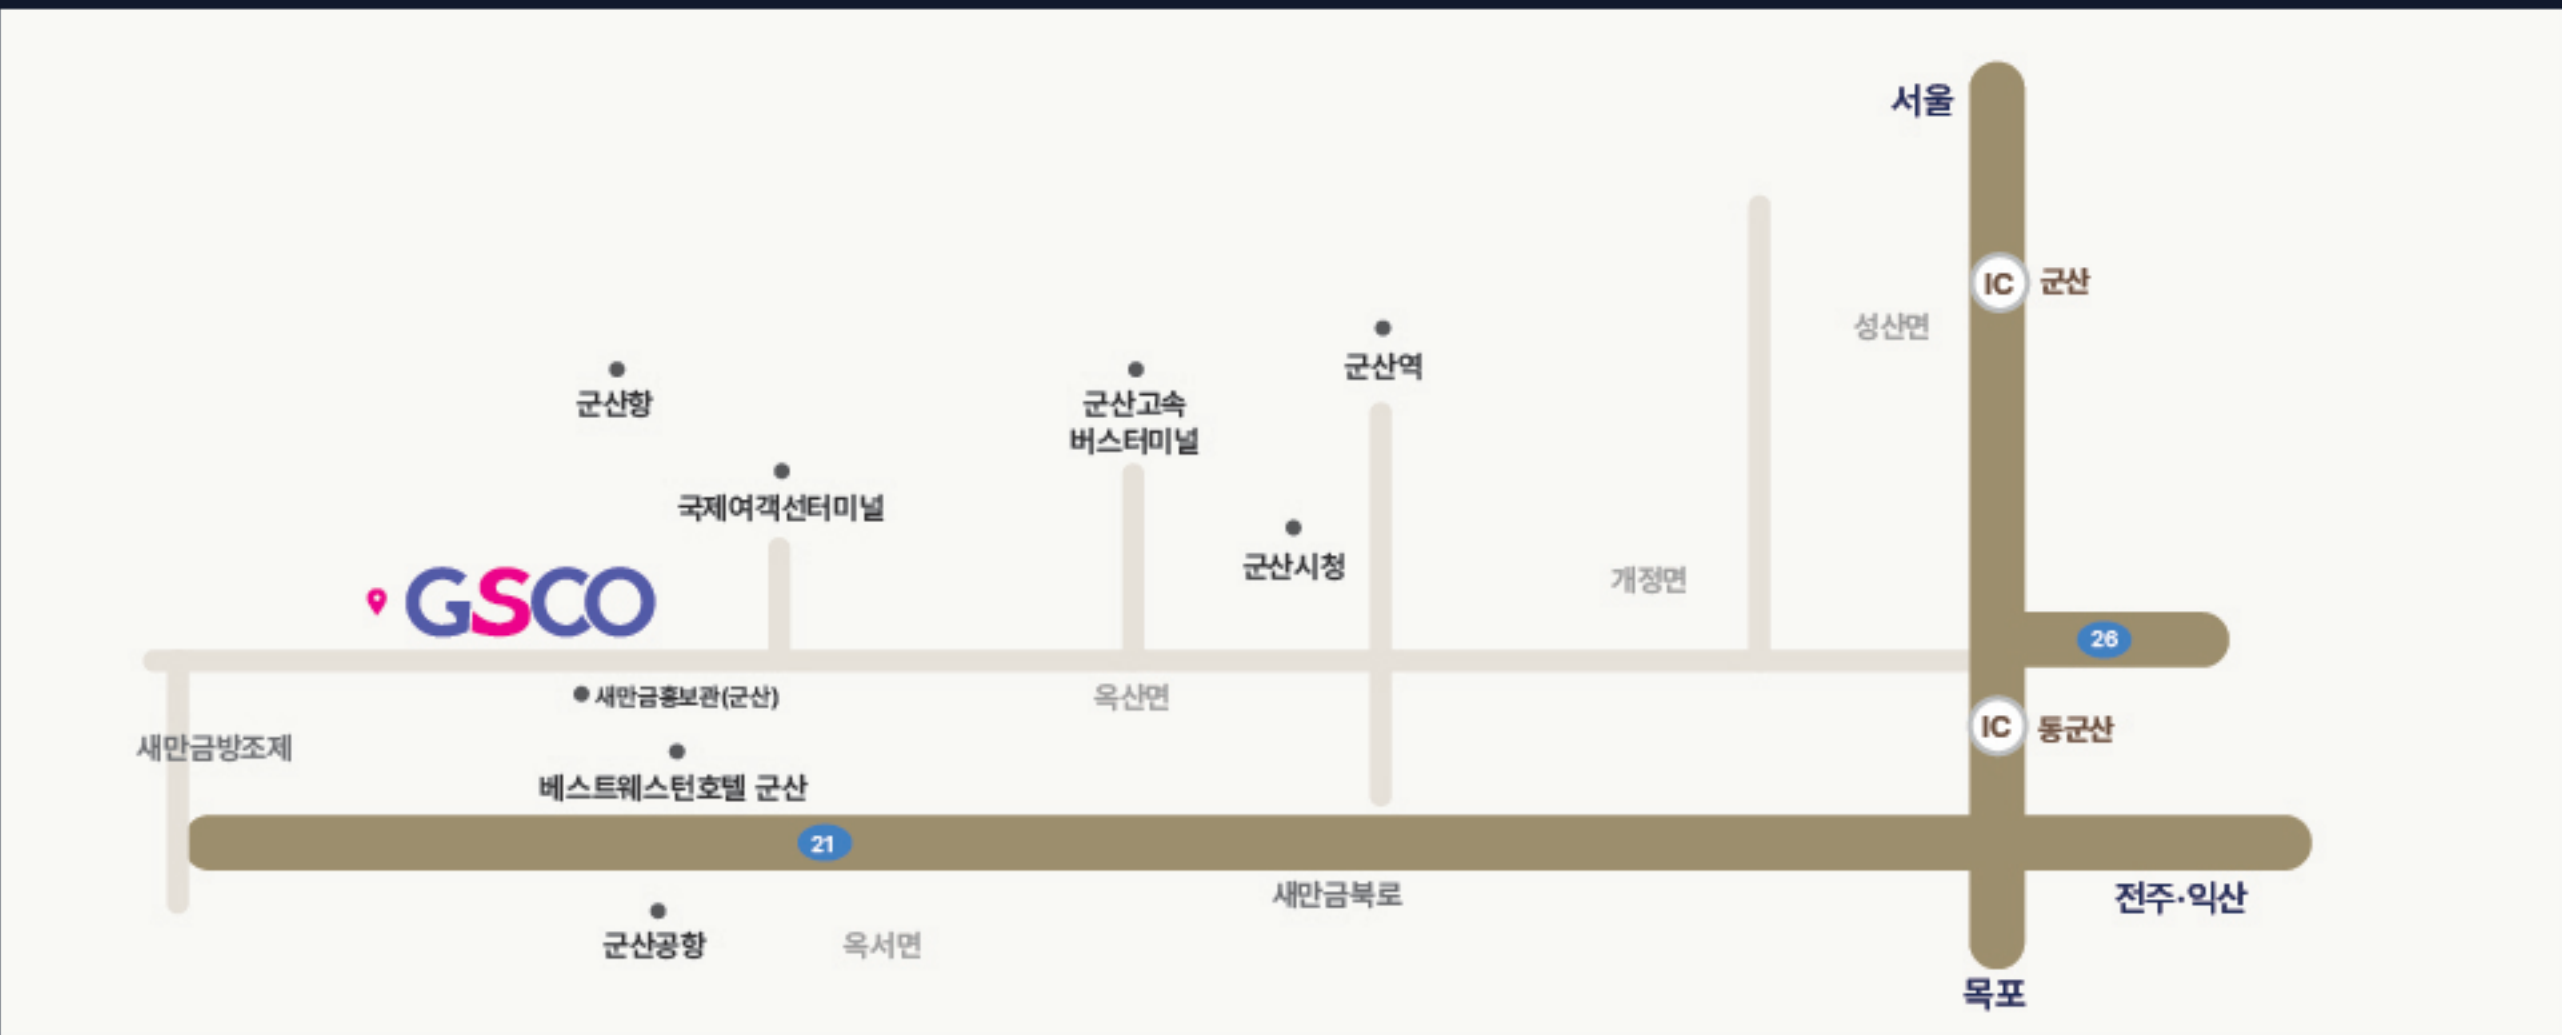 서울
IC 군산
성산면
군산역
군산항
군산고속
버스터미널
국제여객선터미널
군산시청
개정면
GSCO
26
새만금홍보관(군산)
옥산면
IC 동군산
새만금방조제
베스트웨스턴호텔 군산
21
새만금북로
전주·익산
군산공항
옥서면
목포